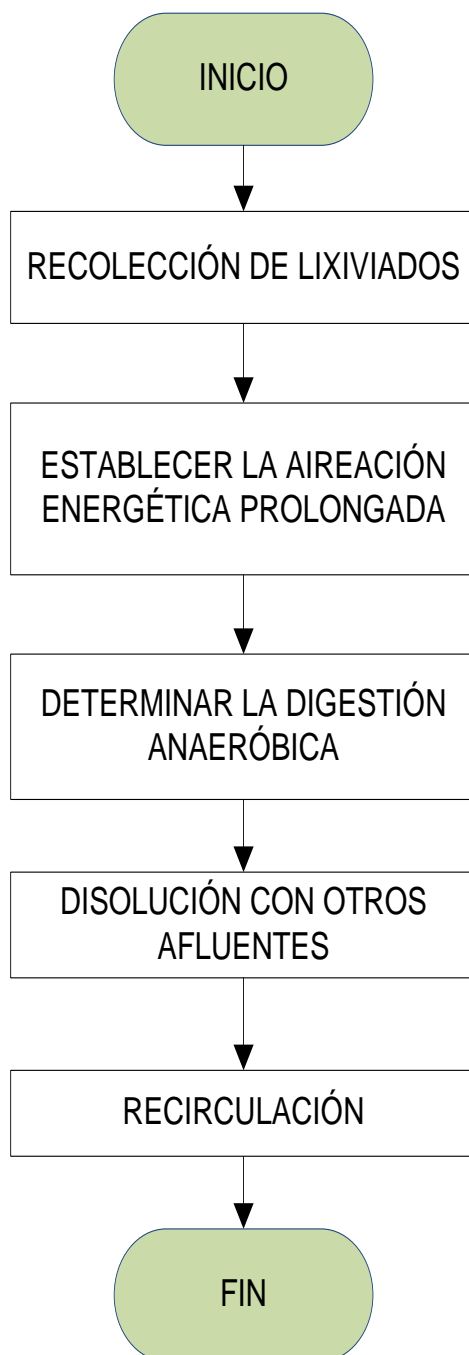 INICIO
RECOLECCIÓN DE LIXIVIADOS
ESTABLECER LA AIREACIÓN
ENERGÉTICA PROLONGADA
DETERMINAR LA DIGESTIÓN
ANAERÓBICA
DISOLUCIÓN CON OTROS
AFLUENTES
RECIRCULACIÓN
FIN